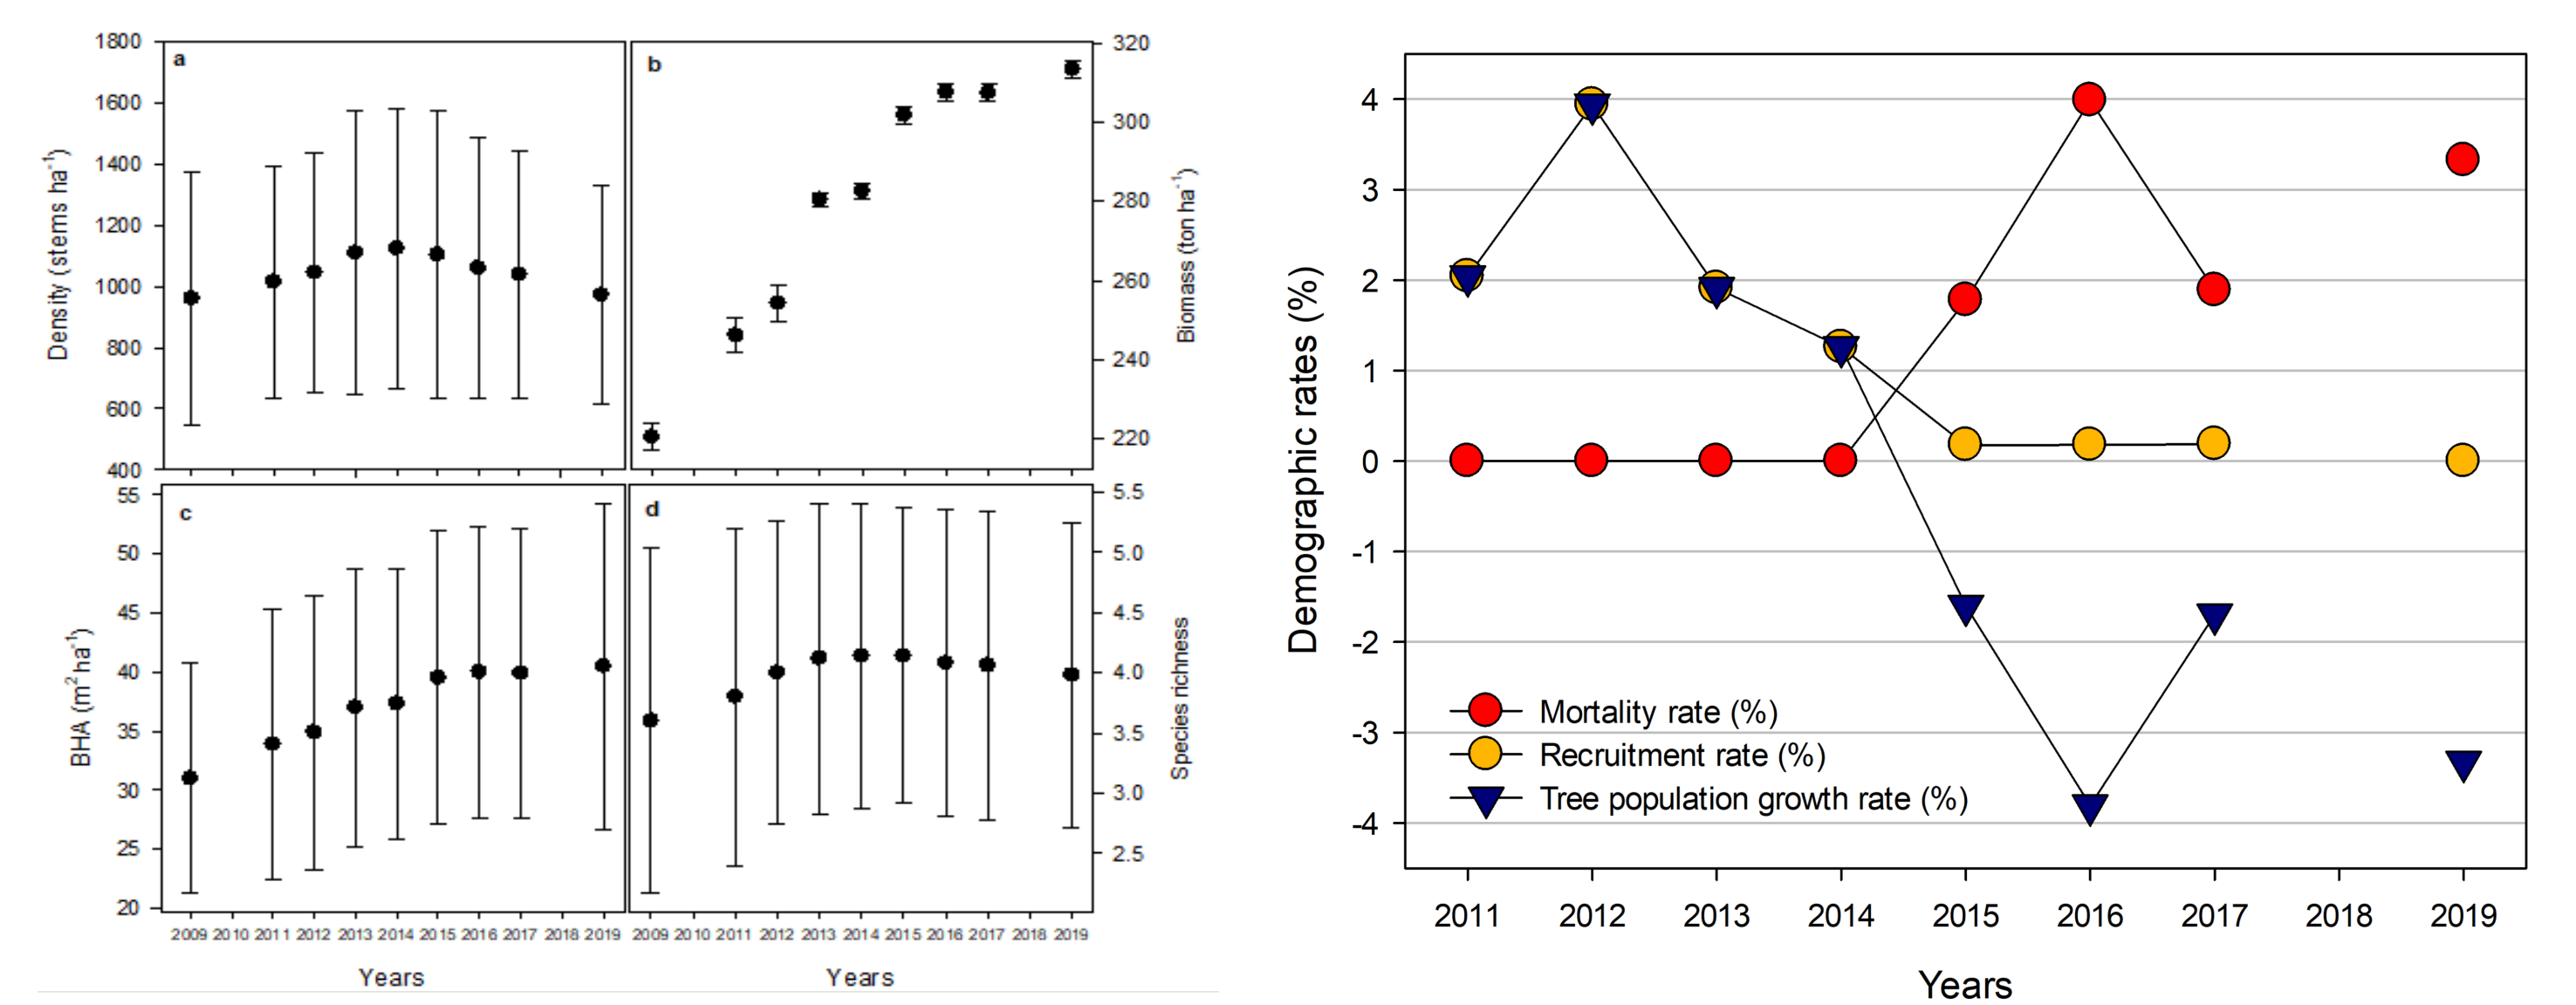 a
1800
1600
1400
1200
1000
800
600
400
Density (stems ha-1)
b
320
300
280
260
240
220
Biomass (ton ha-1)
c
55
50
45
40
35
30
25
20
BHA (m2 ha-1)
2009 2010 2011 2012 2013 2014 2015 2016 2017 2018 2019
Years
d
5.5
5.0
4.5
4.0
3.5
3.0
2.5
Species richness
2009 2010 2011 2012 2013 2014 2015 2016 2017 2018 2019
Years
Demographic rates (%)
4
3
2
1
0
-1
-2
-3
-4
Mortality rate (%)
Recruitment rate (%)
Tree population growth rate (%)
2011 2012 2013 2014 2015 2016 2017 2018 2019
Years